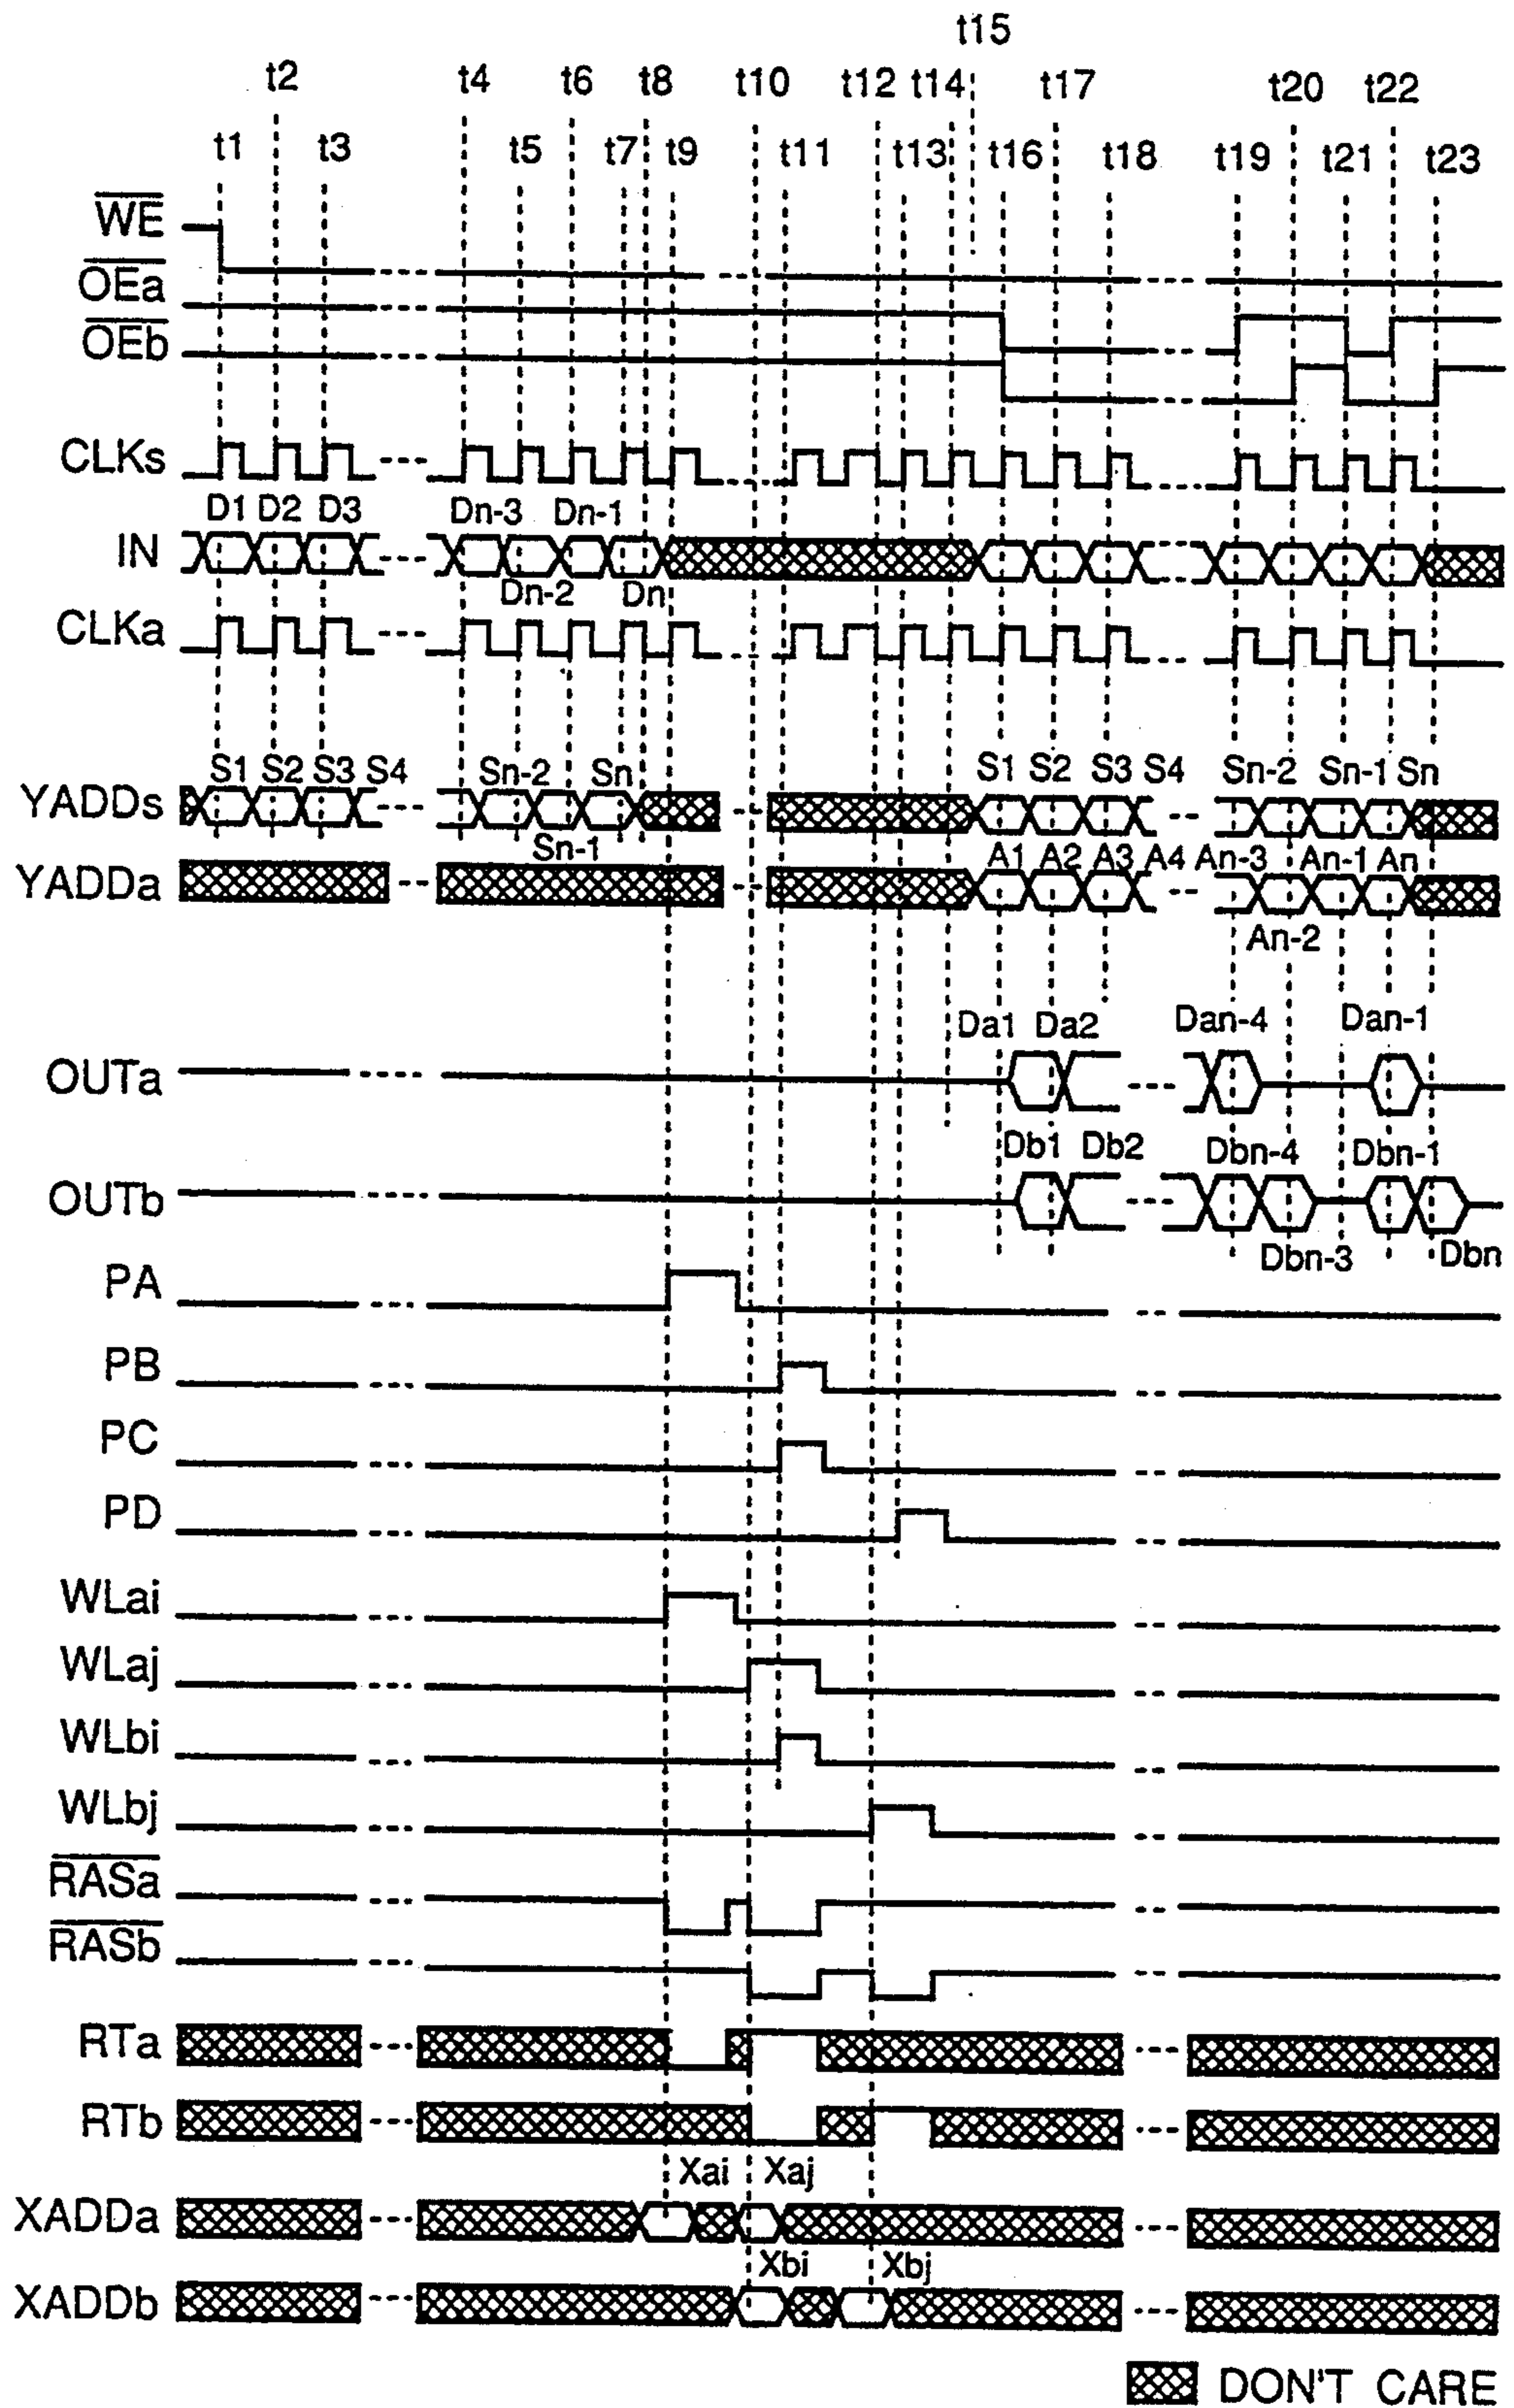 t15
t2 t4 t6 t8 t10 t12 t14 t17 t20 t22
t1 t3 t5 t7 t9 t11 t13 t16 t18 t19 t21 t23
WE
OEa
OEb
CLKs
D1 D2 D3 Dn-3 Dn-1
IN
Dn-2 Dn
CLKa
S1 S2 S3 S4 Sn-2 Sn S1 S2 S3 S4 Sn-2 Sn-1 Sn
YADDs
Sn-1
A1 A2 A3 A4 An-3 An-1 An
YADDa
An-2
Da1 Da2 Dan-4 Dan-1
OUTa
Db1 Db2 Dbn-4 Dbn-1
OUTb
Dbn-3 Dbn
PA
PB
PC
PD
WLai
WLaj
WLbi
WLbj
RASa
RASb
RTa
RTb
Xai Xaj
XADDa
Xbi Xbj
XADDb
DON'T CARE